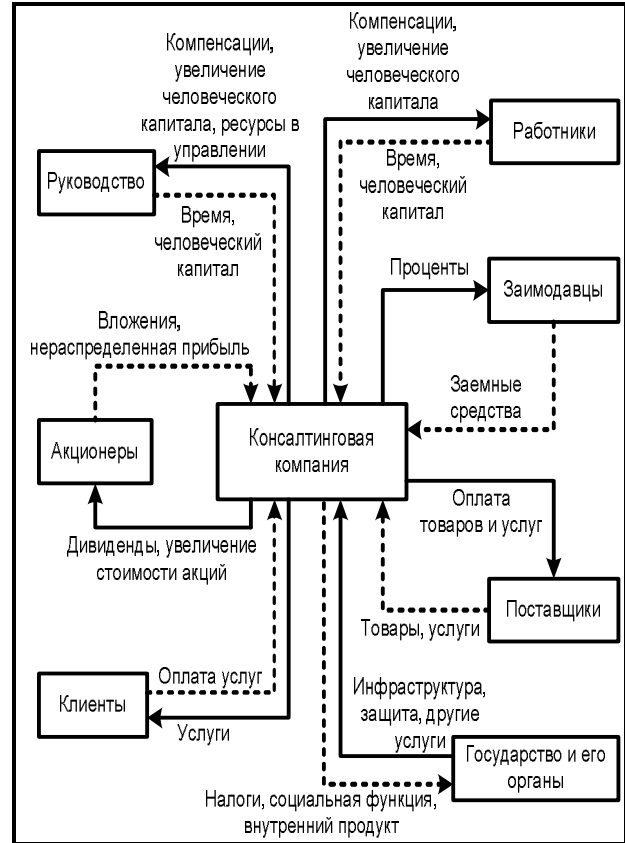 Компенсации,
увеличение
человеческого
капитала, ресурсы в
управлении
Компенсации,
увеличение
человеческого
капитала
Работники
Руководство
Время,
человеческий
капитал
Время,
человеческий
капитал
Проценты
Заимодавцы
Вложения,
нераспределенная прибыль
Заемные
средства
Акционеры
Консалтинговая
компания
Оплата
товаров и услуг
Дивиденды, увеличение
стоимости акций
Поставщики
Товары, услуги
Оплата услуг
Клиенты
Услуги
Инфраструктура,
защита, другие
услуги
Государство и его
органы
Налоги, социальная функция,
внутренний продукт